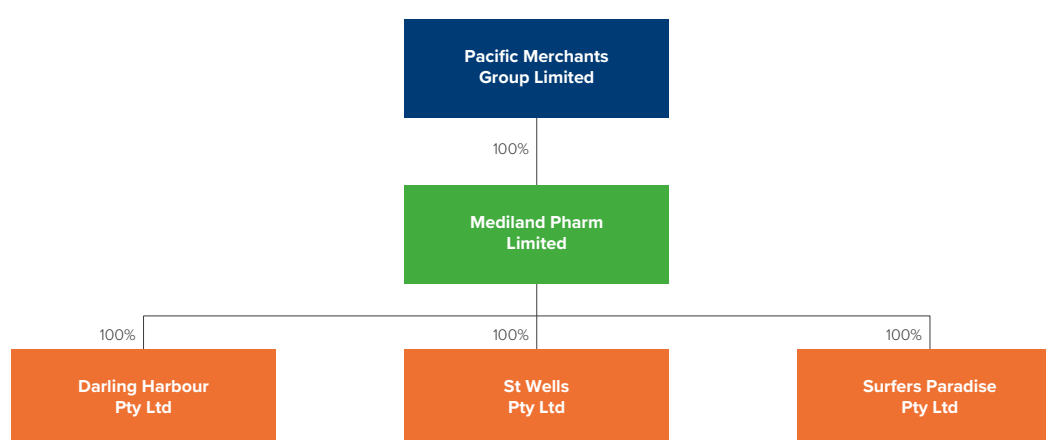 Pacific Merchants
Group Limited
100%
Mediland Pharm
Limited
100%
100%
100%
Darling Harbour
Pty Ltd
St Wells
Pty Ltd
Surfers Paradise
Pty Ltd